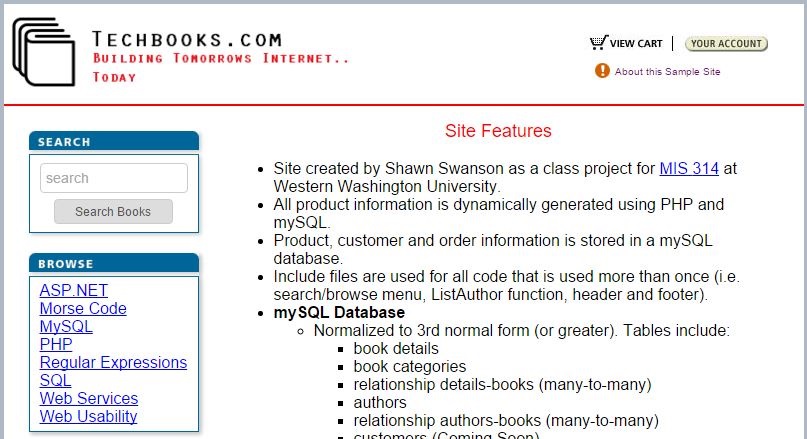 TECHBOOKS.COM
BUILDING TOMORROWS INTERNET..
TODAY
VIEW CART
YOUR ACCOUNT
About this Sample Site
SEARCH
search
Search Books
BROWSE
ASP.NET
Morse Code
MySQL
PHP
Regular Expressions
SQL
Web Services
Web Usability
Site Features
Site created by Shawn Swanson as a class project for MIS 314 at
Western Washington University.
All product information is dynamically generated using PHP and
mySQL.
Product, customer and order information is stored in a mySQL
database.
Include files are used for all code that is used more than once (i.e.
search/browse menu, ListAuthor function, header and footer).
mySQL Database
Normalized to 3rd normal form (or greater). Tables include:
book details
book categories
relationship details-books (many-to-many)
authors
relationship authors-books (many-to-many)
customers (Coming Soon)